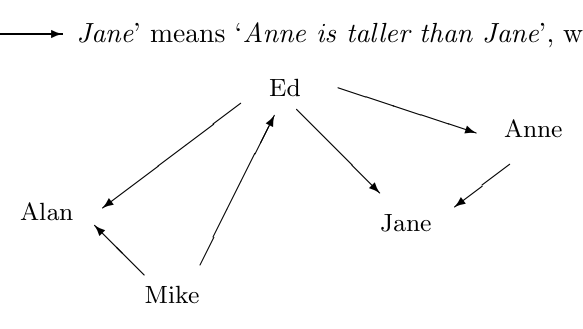 Jane’ means ‘Anne is taller than Jane’, w
Ed
Anne
Alan
Jane
Mike